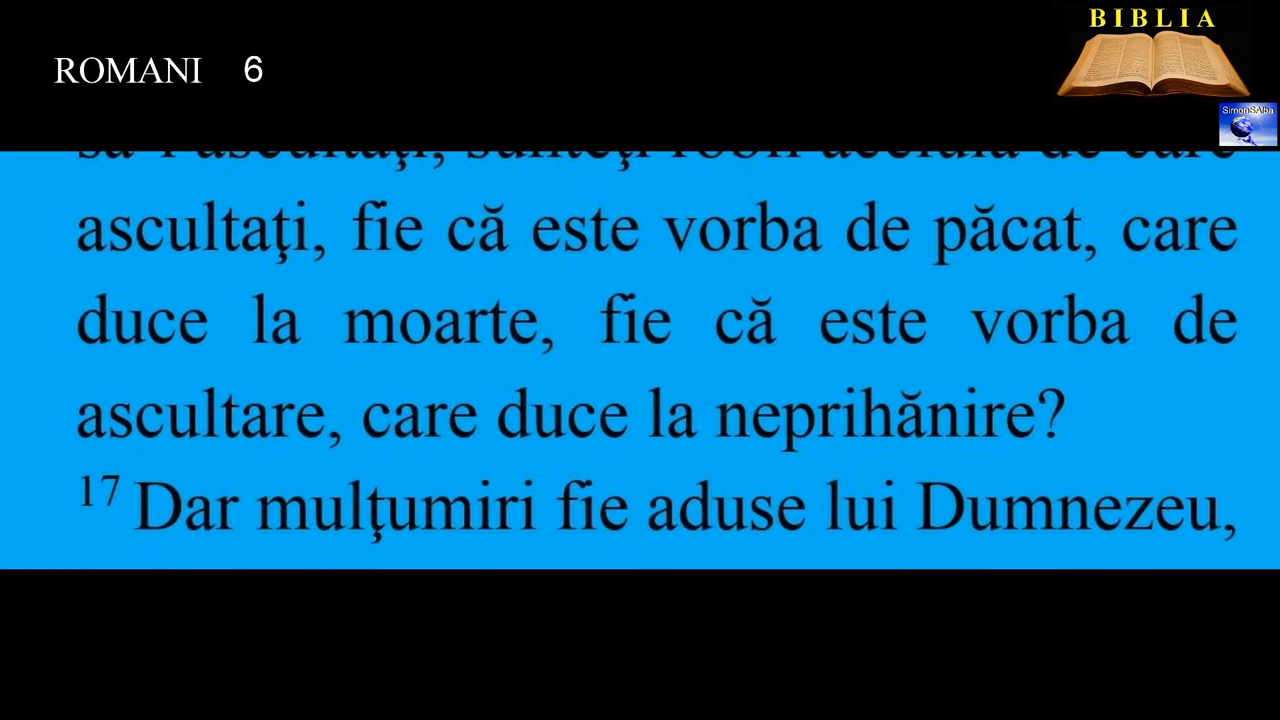 BIBLIA
ROMANI 6
SimonSAlba
ascultaţi, fie că este vorba de păcat, care
duce la moarte, fie că este vorba de
ascultare, care duce la neprihănire?
17 Dar mulţumiri fie aduse lui Dumnezeu,